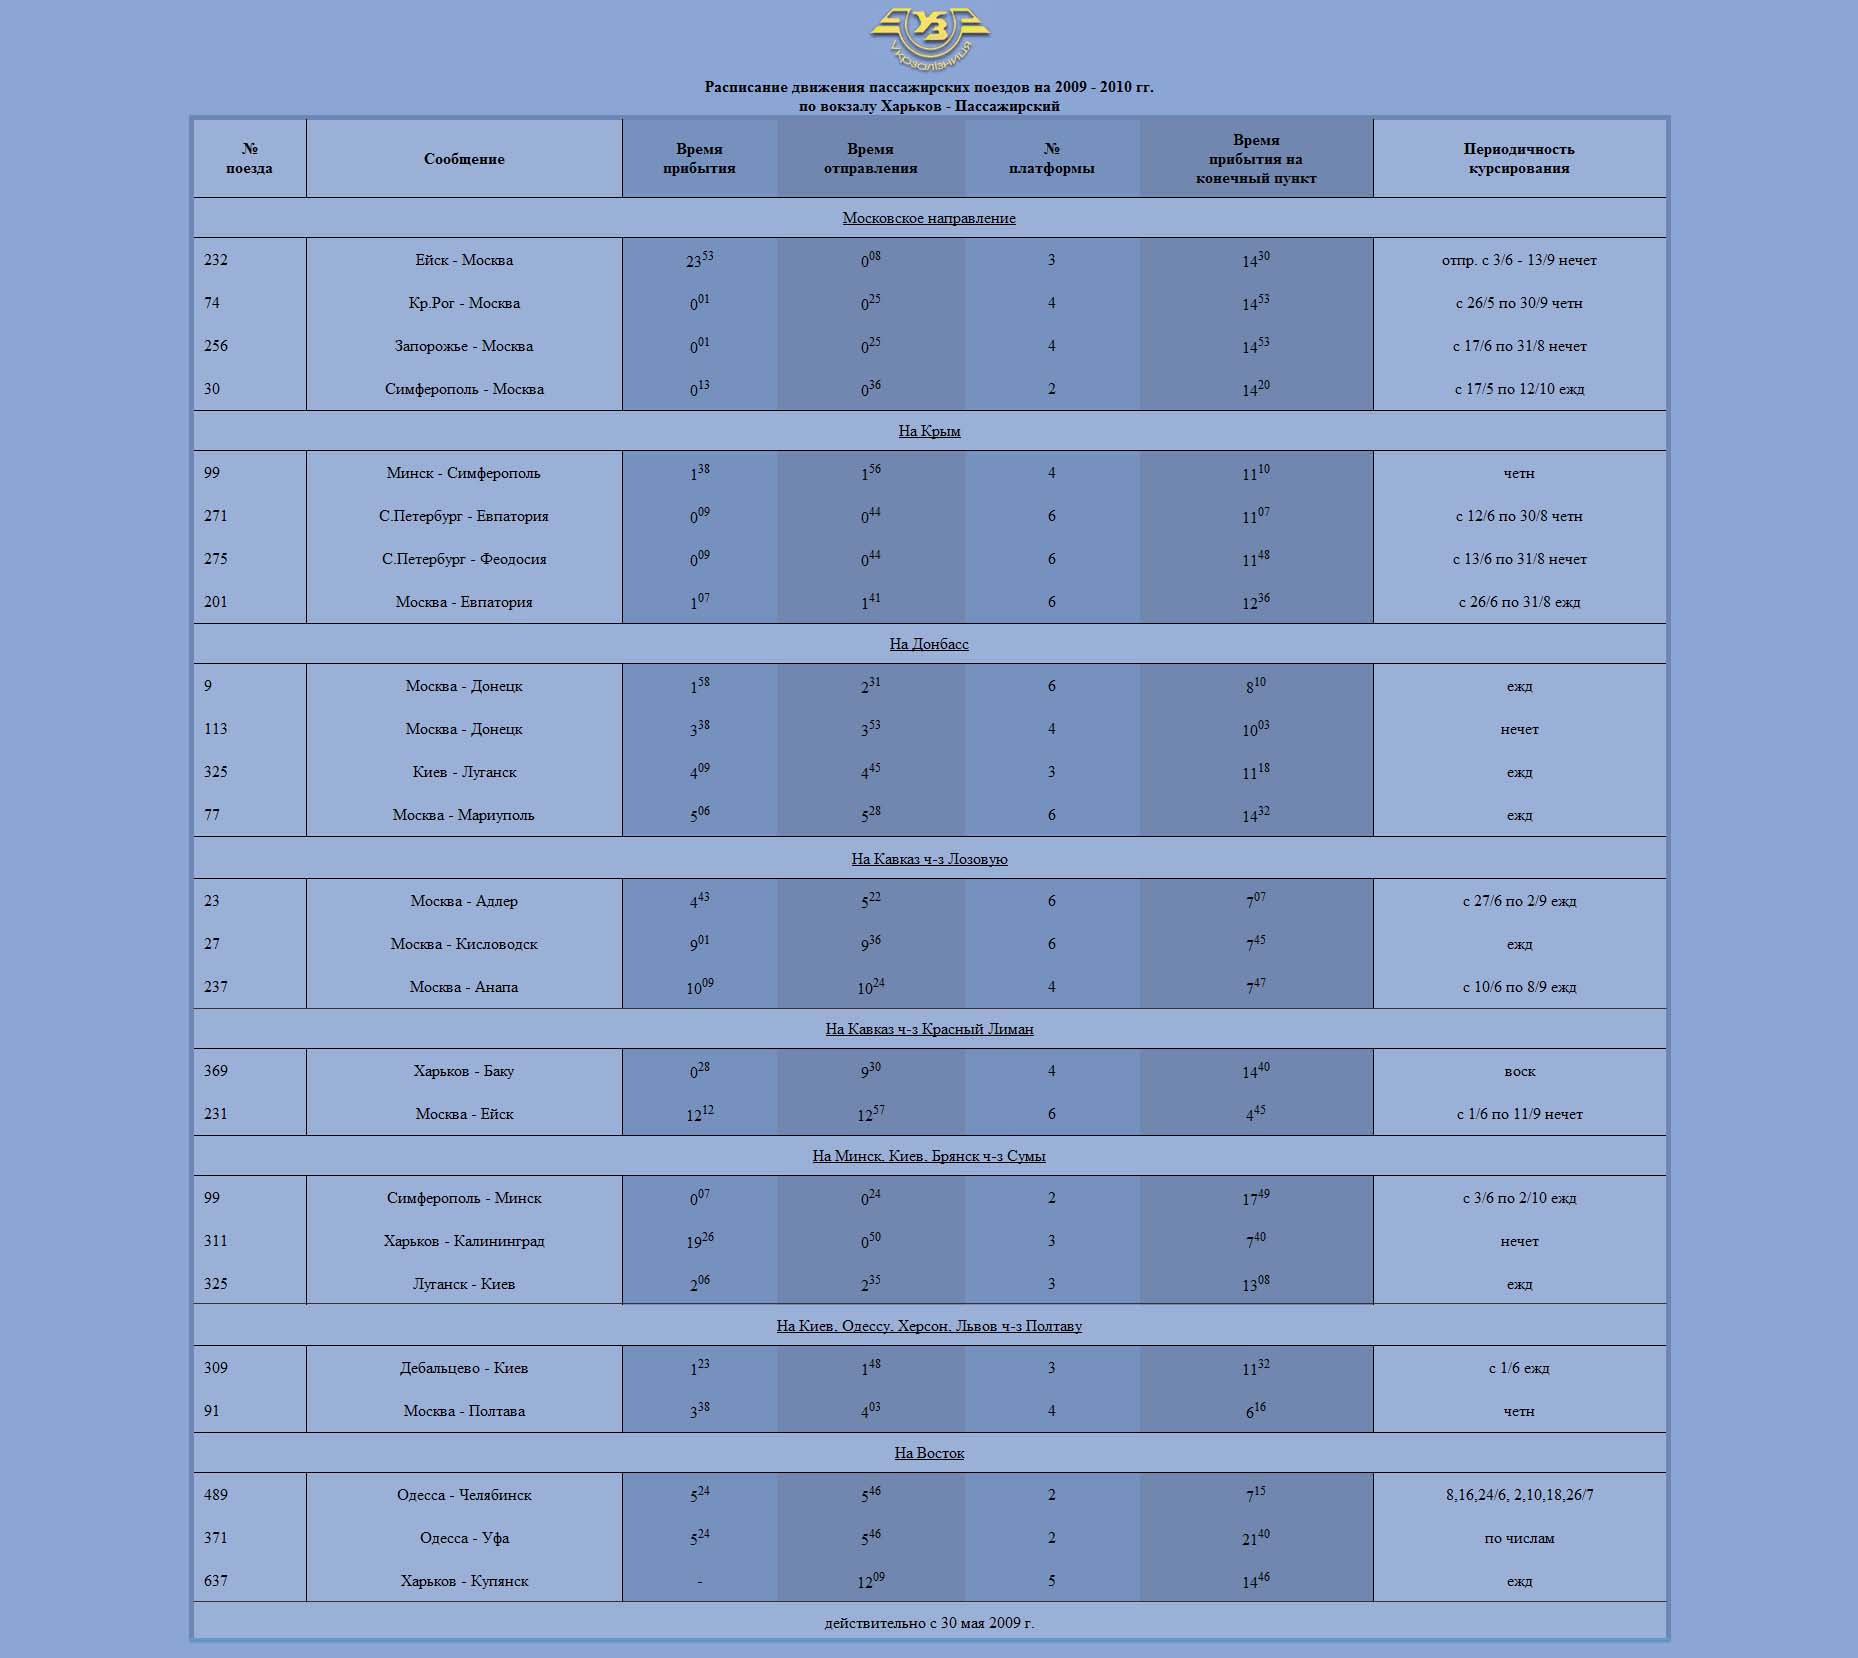 УЗ
Укрзалізниця
Расписание движения пассажирских поездов на 2009 - 2010 гг.
по вокзалу Харьков - Пассажирский
№ поезда Сообщение Время прибытия Время отправления № платформы Время прибытия на конечный пункт Периодичность курсирования
Московское направление
232 Ейск - Москва 23 53 0 08 3 14 30 отпр. с 3/6 - 13/9 нечет
74 Кр.Рог - Москва 0 01 0 25 4 14 53 с 26/5 по 30/9 четн
256 Запорожье - Москва 0 01 0 25 4 14 53 с 17/6 по 31/8 нечет
30 Симферополь - Москва 0 13 0 36 2 14 20 с 17/5 по 12/10 ежд
На Крым
99 Минск - Симферополь 1 38 1 56 4 11 10 четн
271 С.Петербург - Евпатория 0 09 0 44 6 11 07 с 12/6 по 30/8 четн
275 С.Петербург - Феодосия 0 09 0 44 6 11 48 с 13/6 по 31/8 нечет
201 Москва - Евпатория 1 07 1 41 6 12 36 с 26/6 по 31/8 ежд
На Донбасс
9 Москва - Донецк 1 58 2 31 6 8 10 ежд
113 Москва - Донецк 3 38 3 53 4 10 03 нечет
325 Киев - Луганск 4 09 4 45 3 11 18 ежд
77 Москва - Мариуполь 5 06 5 28 6 14 32 ежд
На Кавказ ч-з Лозовую
23 Москва - Адлер 4 43 5 22 6 7 07 с 27/6 по 2/9 ежд
27 Москва - Кисловодск 9 01 9 36 6 7 45 ежд
237 Москва - Анапа 10 09 10 24 4 7 47 с 10/6 по 8/9 ежд
На Кавказ ч-з Красный Лиман
369 Харьков - Баку 0 28 9 30 4 14 40 воск
231 Москва - Ейск 12 12 12 57 6 4 45 с 1/6 по 11/9 нечет
На Минск, Киев, Брянск ч-з Сумы
99 Симферополь - Минск 0 07 0 24 2 17 49 с 3/6 по 2/10 ежд
311 Харьков - Калининград 19 26 0 50 3 7 40 нечет
325 Луганск - Киев 2 06 2 35 3 13 08 ежд
На Киев, Одессу, Херсон, Львов ч-з Полтаву
309 Дебальцево - Киев 1 23 1 48 3 11 32 с 1/6 ежд
91 Москва - Полтава 3 38 4 03 4 6 16 четн
На Восток
489 Одесса - Челябинск 5 24 5 46 2 7 15 8,16,24/6, 2,10,18,26/7
371 Одесса - Уфа 5 24 5 46 2 21 40 по числам
637 Харьков - Купянск - 12 09 5 14 46 ежд
действительно с 30 мая 2009 г.